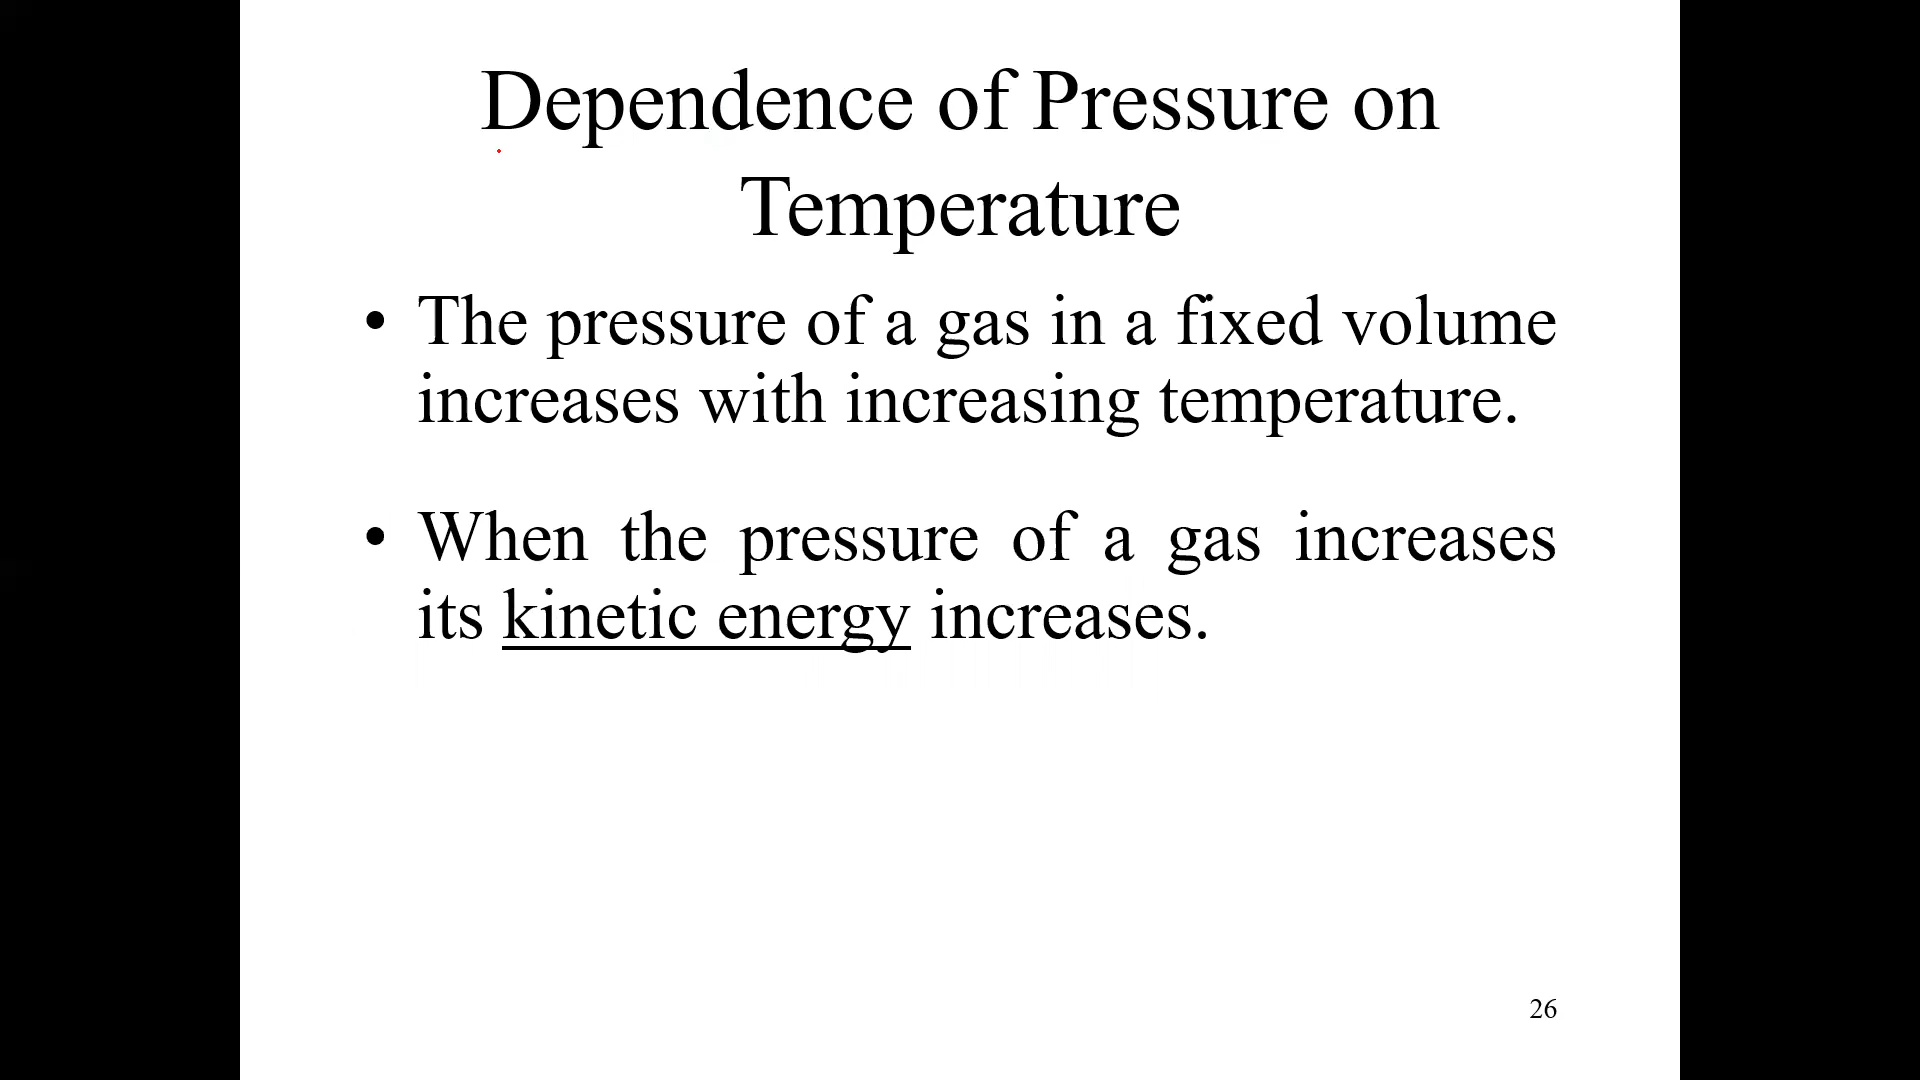 Dependence of Pressure on
Temperature
• The pressure of a gas in a fixed volume
increases with increasing temperature.
• When the pressure of a gas increases
its kinetic energy increases.
26